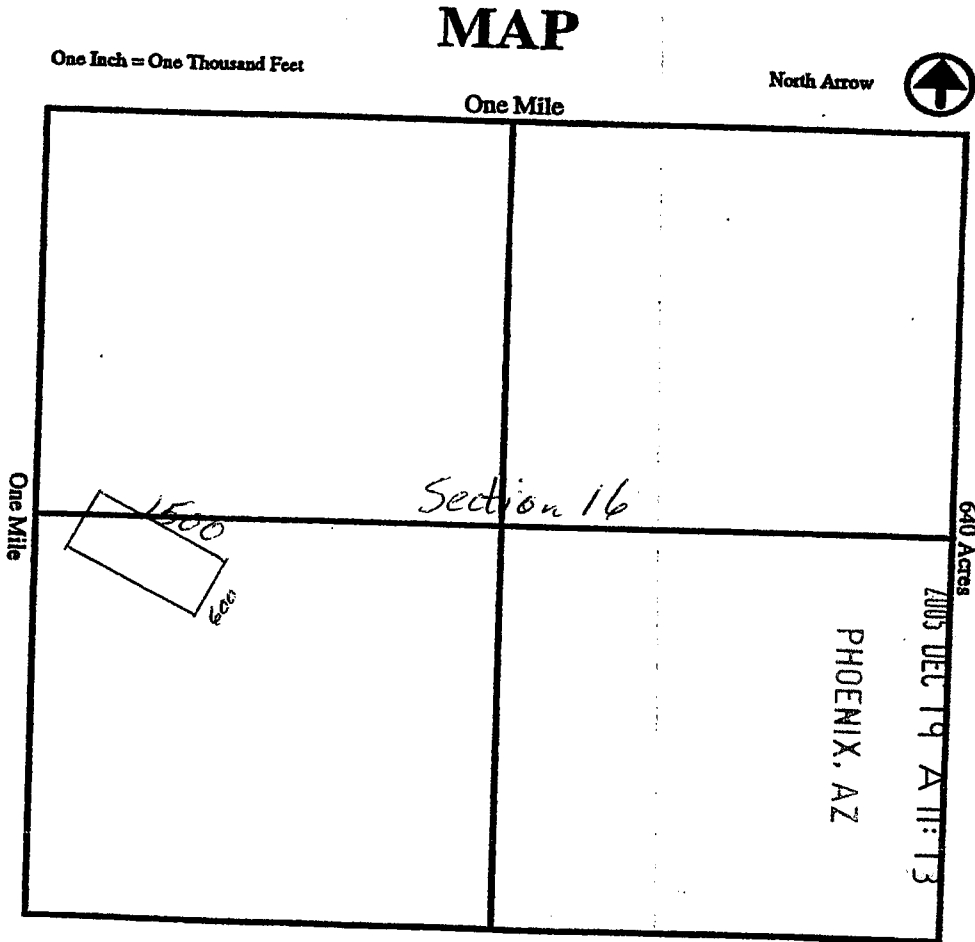 MAP
One Inch = One Thousand Feet
North Arrow
One Mile
One Mile
1500
Section 16
600
640 Acres
2005 DEC 19 A 11: 13
PHOENIX, AZ